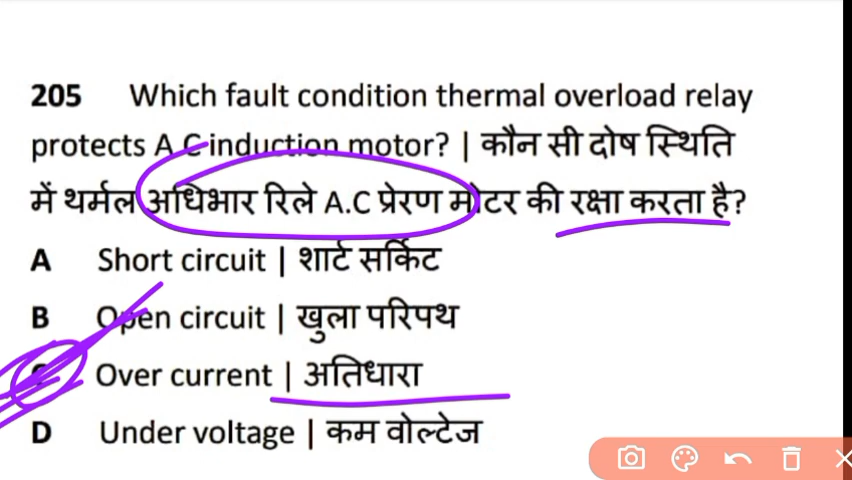 205 Which fault condition thermal overload relay
protects A.C induction motor? | कौन सी दोष स्थिति
में थर्मल अधिभार रिले A.C प्रेरण मोटर की रक्षा करता है?
A Short circuit | शार्ट सर्किट
B Open circuit | खुला परिपथ
Over current | अतिधारा
D Under voltage | कम वोल्टेज